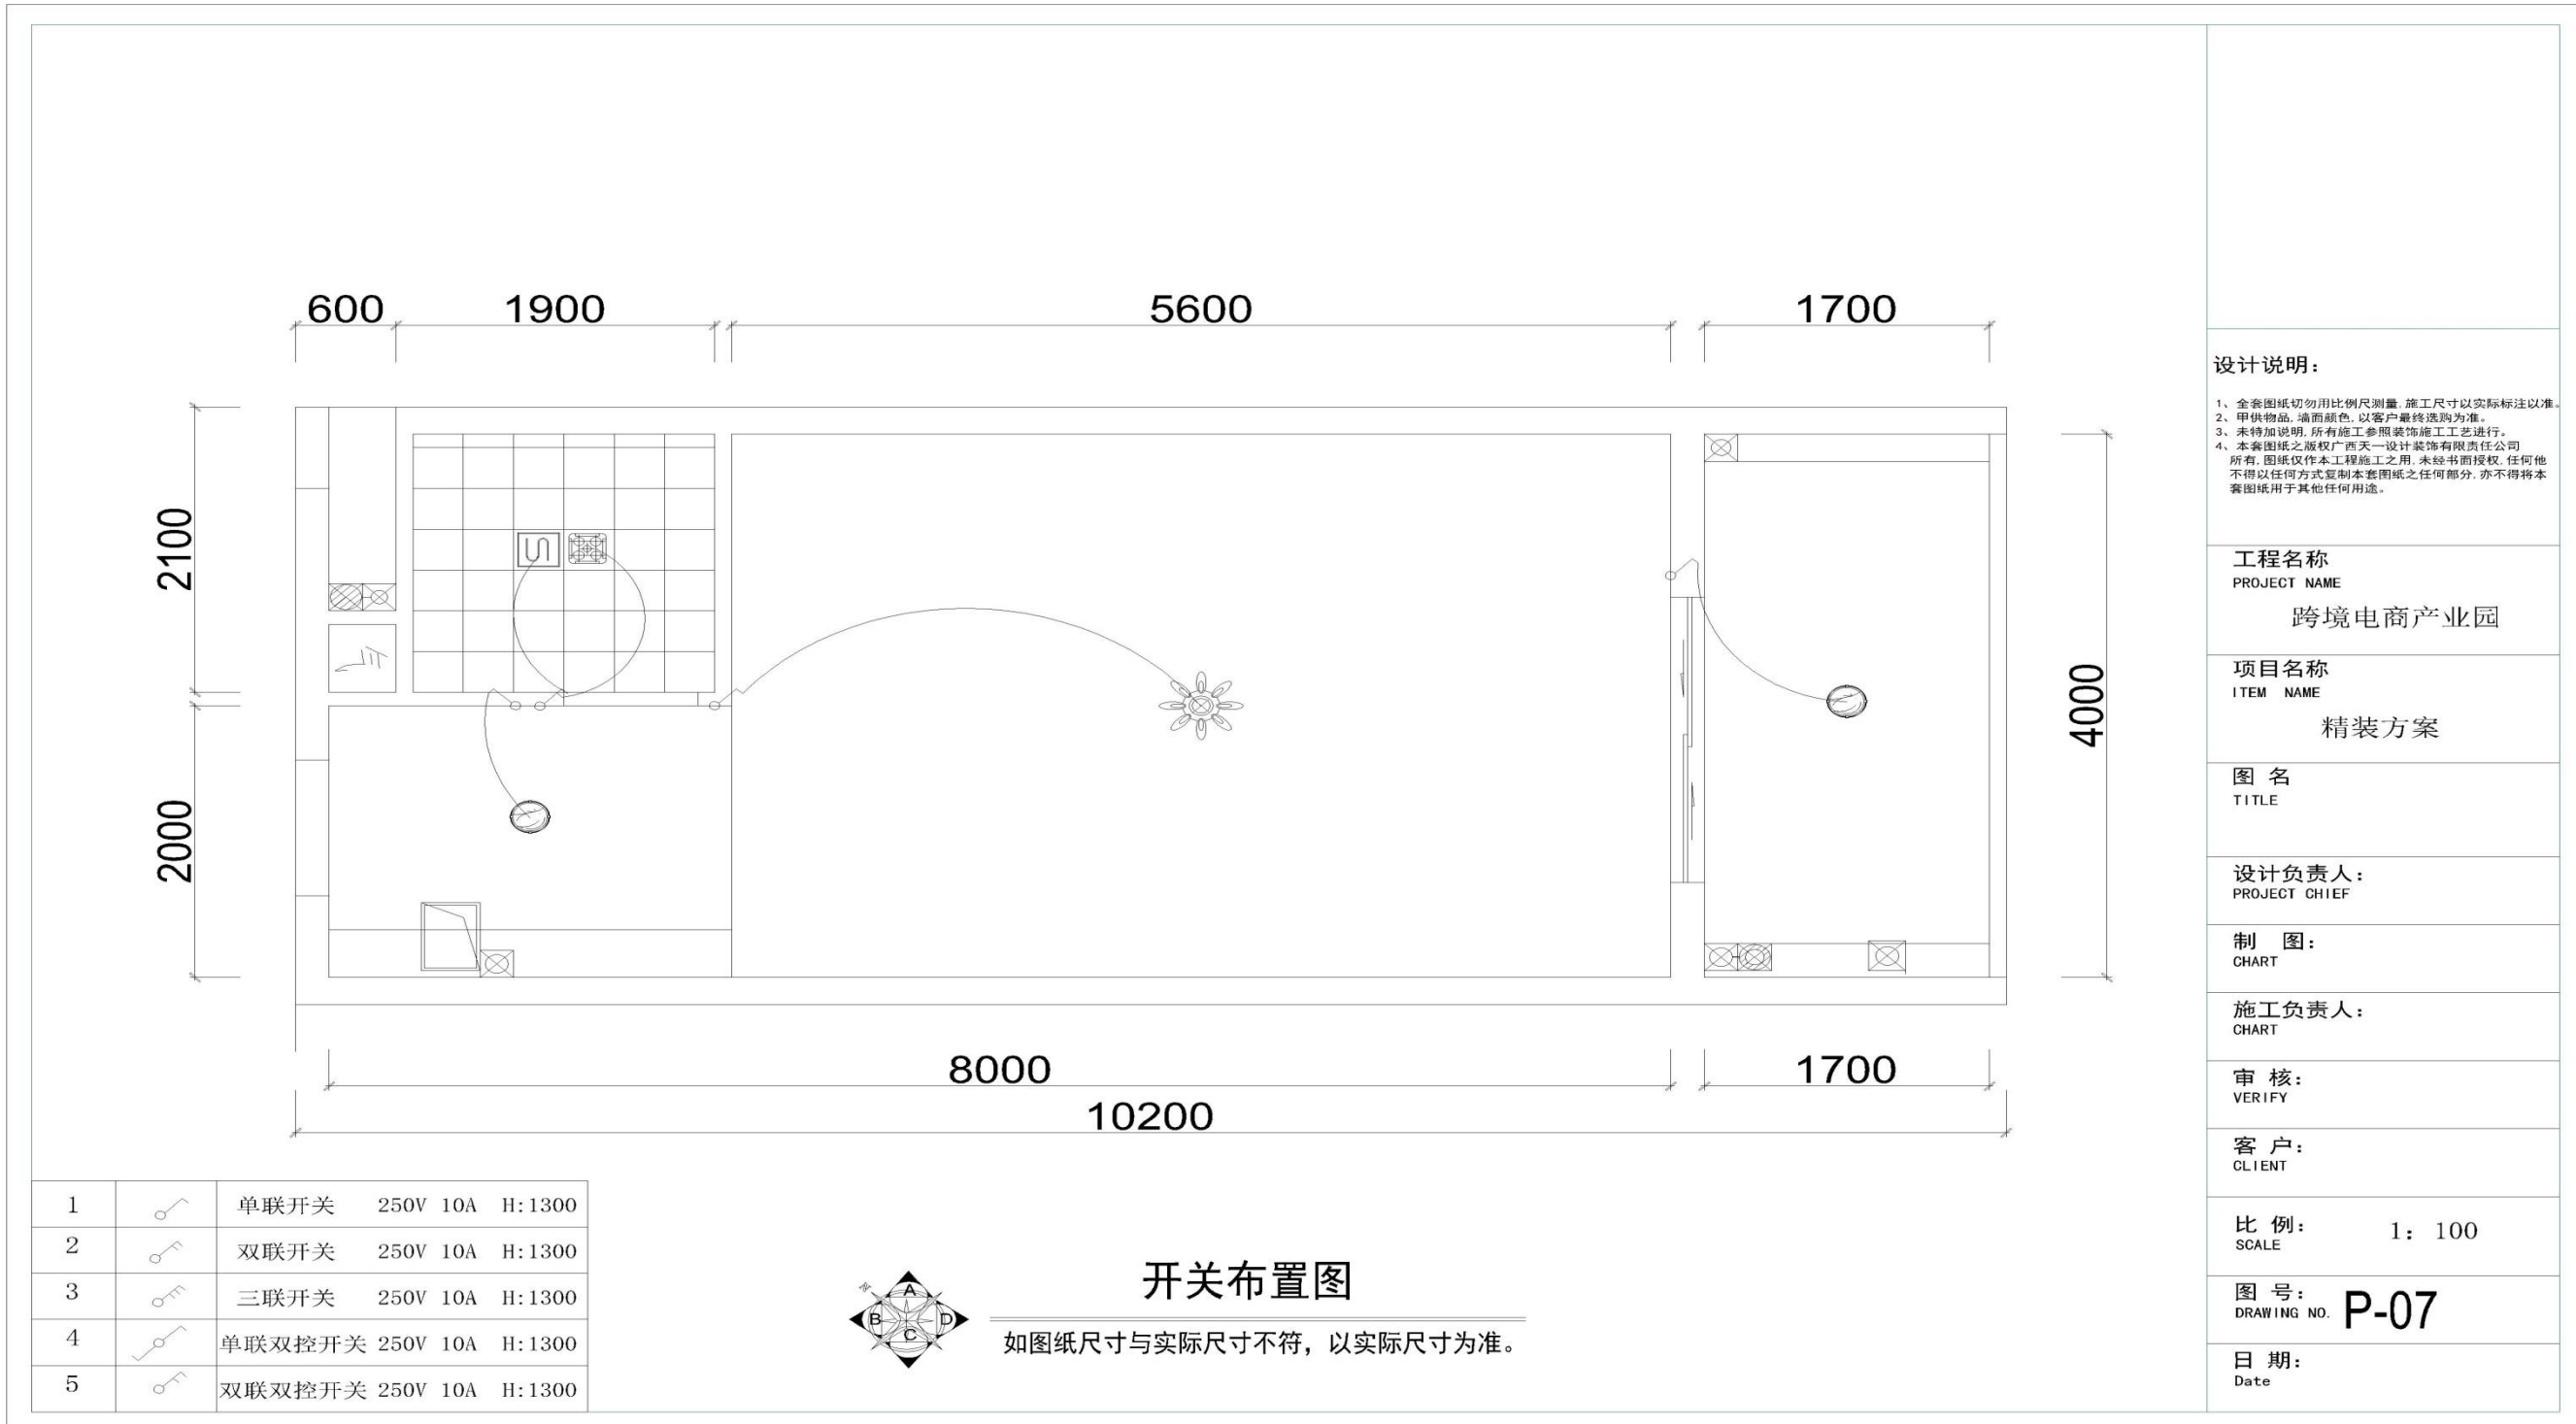 600
1900
5600
1700
2100
2000
4000
8000
1700
10200
1 单联开关 250V 10A H:1300
2 双联开关 250V 10A H:1300
3 三联开关 250V 10A H:1300
4 单联双控开关 250V 10A H:1300
5 双联双控开关 250V 10A H:1300
A
B
D
C
N
开关布置图
如图纸尺寸与实际尺寸不符，以实际尺寸为准。
设计说明：
1、全套图纸切勿用比例尺测量,施工尺寸以实际标注以准。
2、甲供物品,墙面颜色,以客户最终选购为准。
3、未特加说明,所有施工参照装饰施工工艺进行。
4、本套图纸之版权广西天一设计装饰有限责任公司
所有,图纸仅作本工程施工之用,未经书面授权,任何他
不得以任何方式复制本套图纸之任何部分,亦不得将本
套图纸用于其他任何用途。
工程名称
PROJECT NAME
跨境电商产业园
项目名称
ITEM NAME
精装方案
图 名
TITLE
设计负责人：
PROJECT CHIEF
制 图：
CHART
施工负责人：
CHART
审 核：
VERIFY
客 户：
CLIENT
比 例： 1： 100
SCALE
图 号： P-07
DRAWING NO.
日 期：
Date